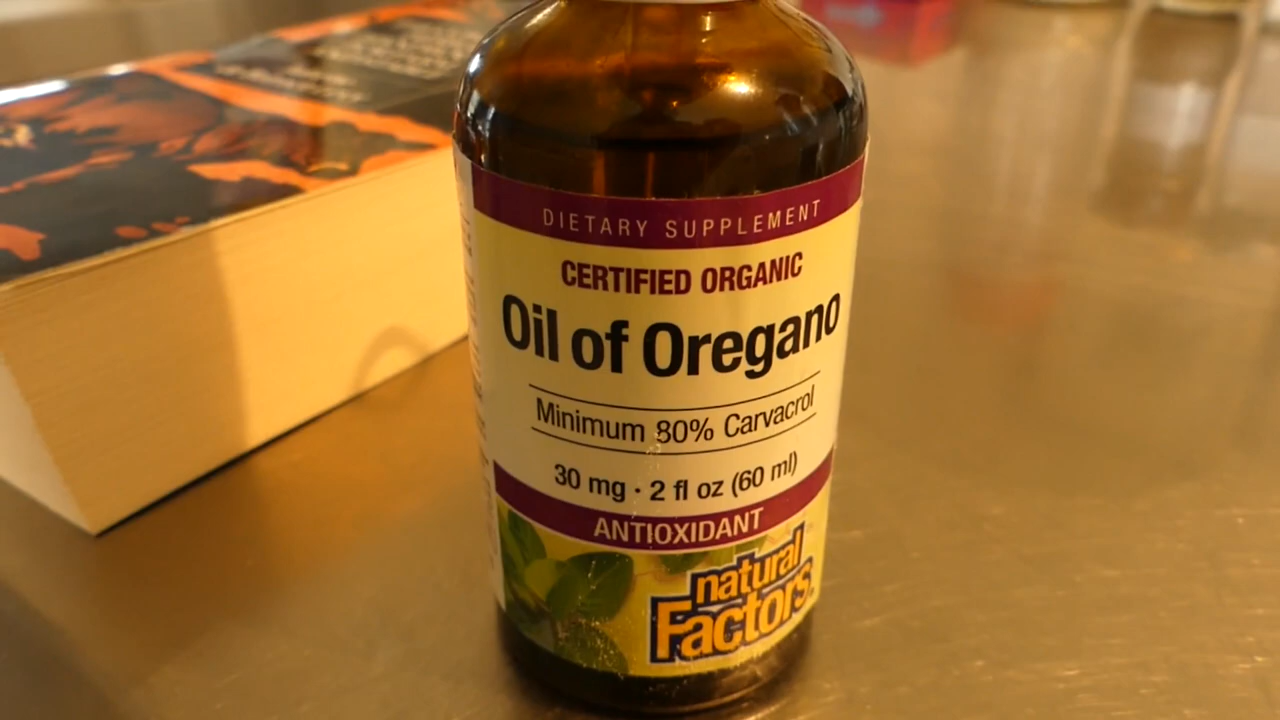 DIETARY SUPPLEMENT
CERTIFIED ORGANIC
Oil of Oregano
Minimum 80% Carvacrol
30 mg · 2 fl oz (60 ml)
ANTIOXIDANT
natural
Factors